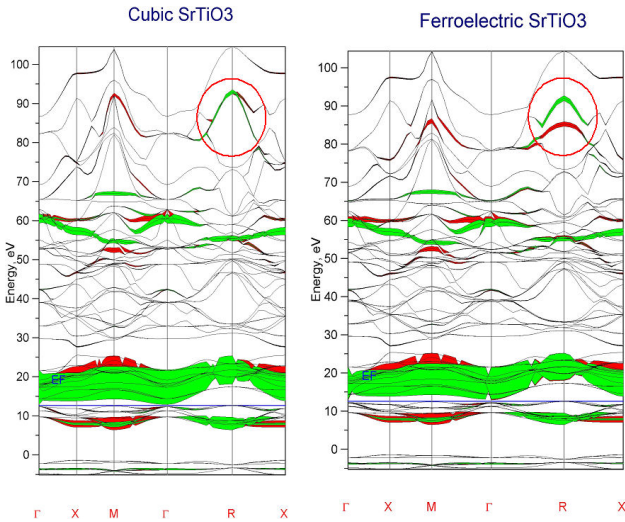 Cubic SrTiO3
Ferroelectric SrTiO3
Energy, eV
100
90
80
70
60
50
40
30
20
10
0
EF
Γ X M Γ R X
Energy, eV
100
90
80
70
60
50
40
30
20
10
0
EF
Γ X M Γ R X